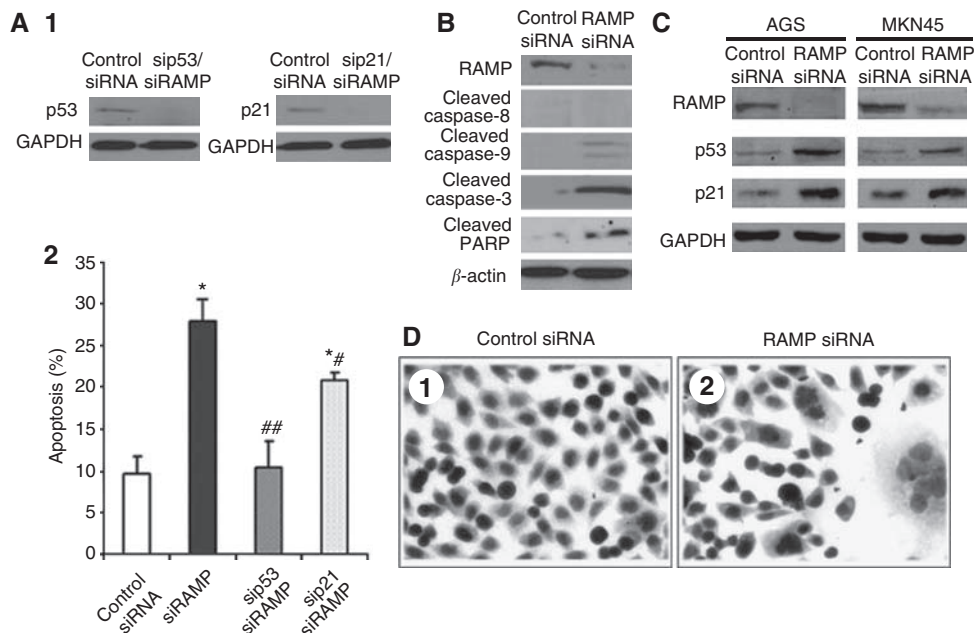 A 1
Control sip53/
siRNA siRAMP
p53
GAPDH
Control sip21/
siRNA siRAMP
p21
GAPDH
2
Apoptosis (%)
35
30
25
20
15
10
5
0
*
##
*#
Control
siRNA
siRAMP
sip53
siRAMP
sip21
siRAMP
B
Control RAMP
siRNA siRNA
RAMP
Cleaved
caspase-8
Cleaved
caspase-9
Cleaved
caspase-3
Cleaved
PARP
β-actin
C
AGS MKN45
Control RAMP Control RAMP
siRNA siRNA siRNA siRNA
RAMP
p53
p21
GAPDH
D
Control siRNA RAMP siRNA
1 2